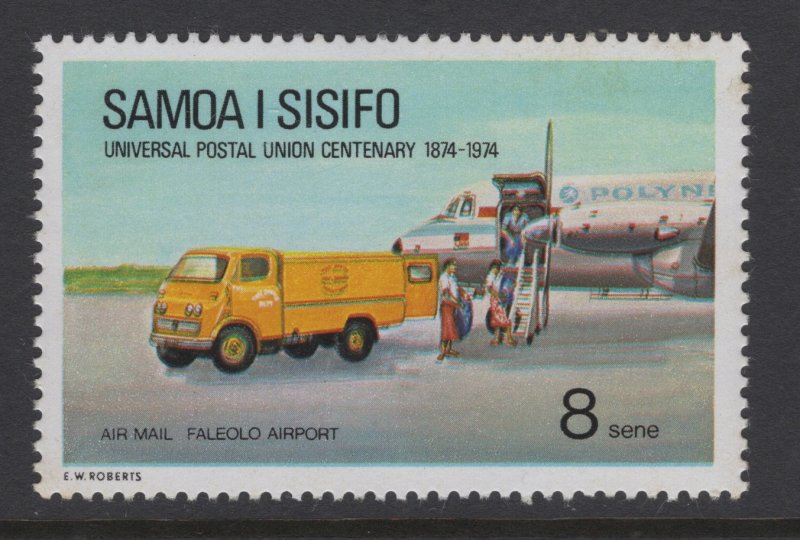 SAMOA I SISIFO
UNIVERSAL POSTAL UNION CENTENARY 1874-1974
POLYN
8 sene
AIR MAIL FALEOLO AIRPORT
E.W. ROBERTS